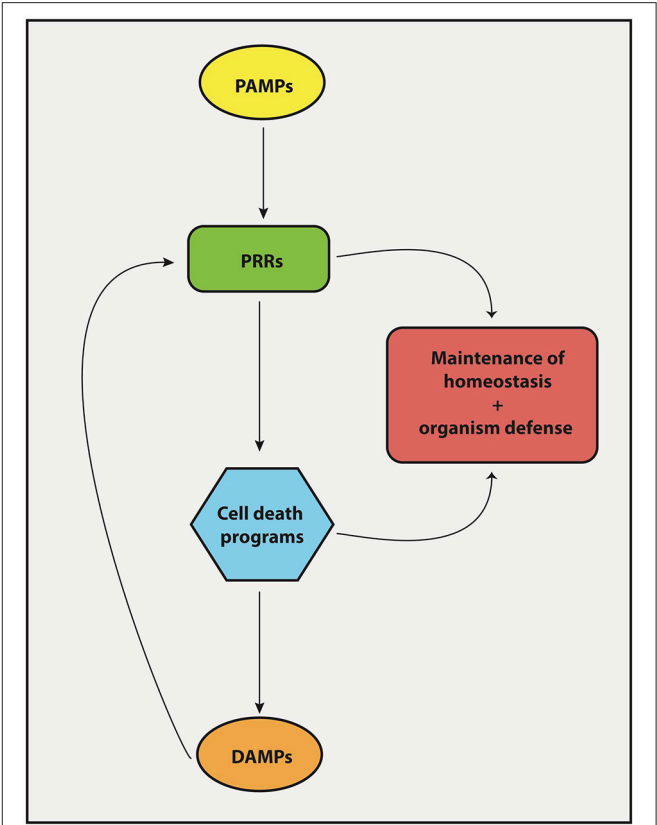 PAMPs
PRRs
Maintenance of
homeostasis
+
organism defense
Cell death
programs
DAMPs